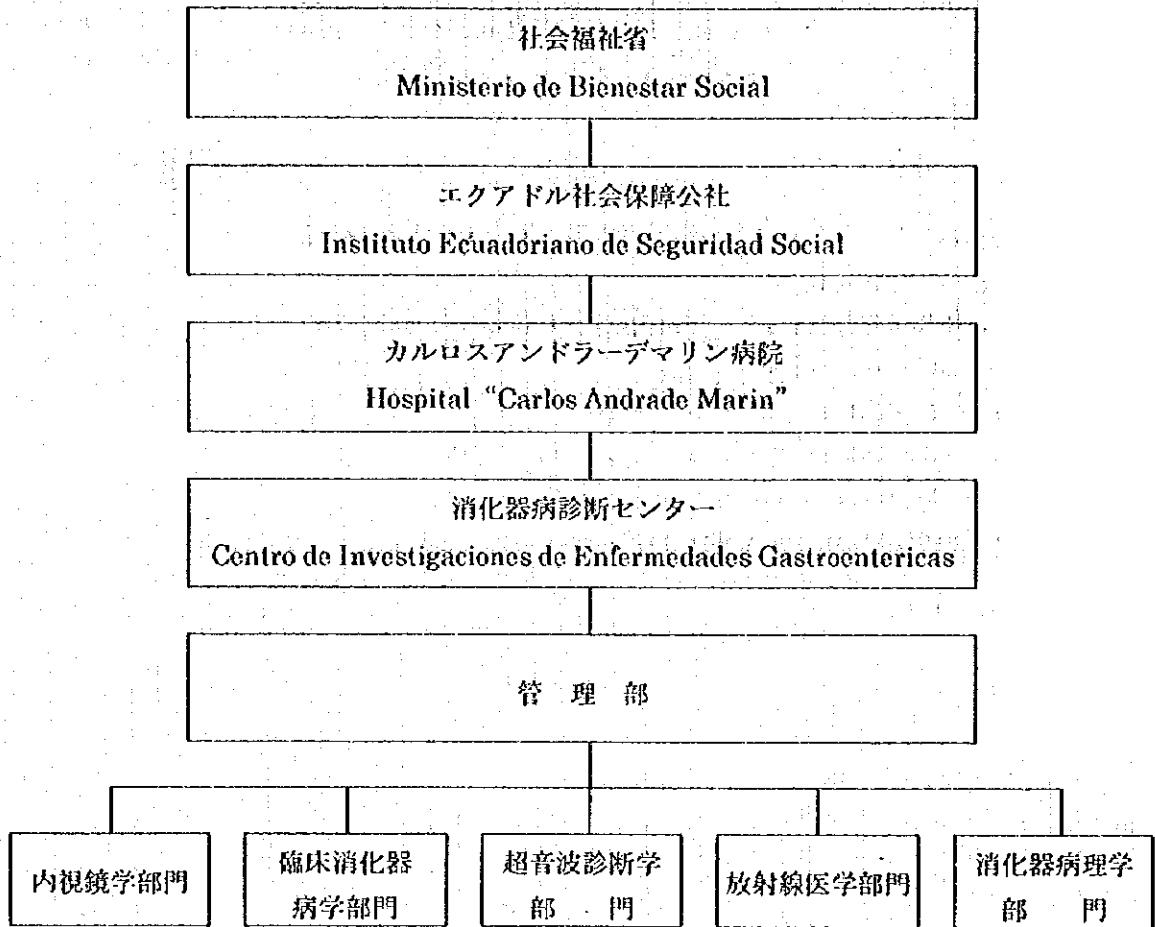 社会福祉省
Ministerio de Bienestar Social
エクアドル社会保障公社
Instituto Ecuadoriano de Seguridad Social
カルロスアンドラーデマリン病院
Hospital “Carlos Andrade Marin”
消化器病診断センター
Centro de Investigaciones de Enfermedades Gastroentericas
管 理 部
内視鏡学部門
臨床消化器
病学部門
超音波診断学
部 門
放射線医学部門
消化器病理学
部 門